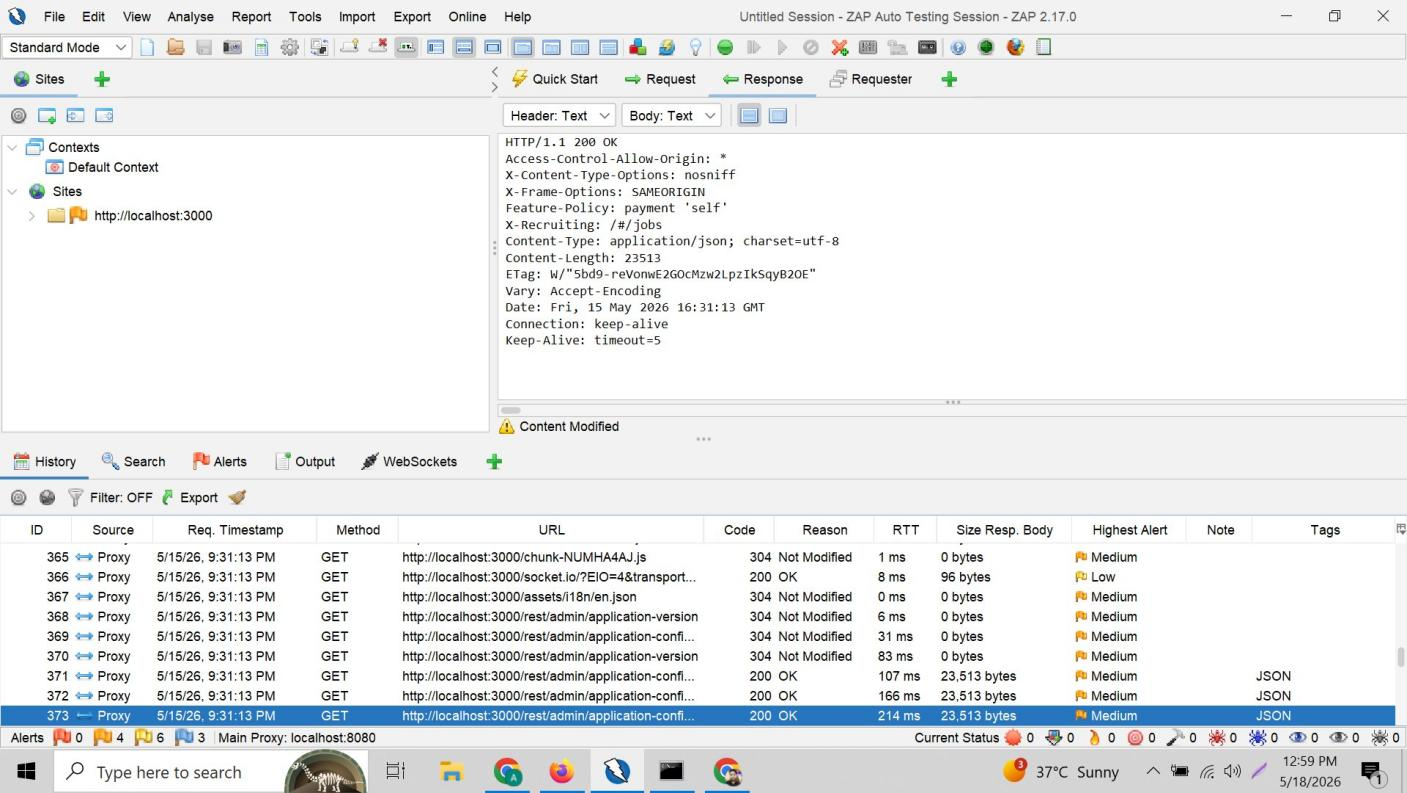 File Edit View Analyse Report Tools Import Export Online Help Untitled Session - ZAP Auto Testing Session - ZAP 2.17.0
Standard Mode
Sites
Quick Start Request Response Requester
Header: Text Body: Text
Contexts
Default Context
Sites
http://localhost:3000
HTTP/1.1 200 OK
Access-Control-Allow-Origin: *
X-Content-Type-Options: nosniff
X-Frame-Options: SAMEORIGIN
Feature-Policy: payment 'self'
X-Recruiting: /#/jobs
Content-Type: application/json; charset=utf-8
Content-Length: 23513
ETag: W/"5bd9-reVonwE2GOcMzw2LpzIkSqyB2OE"
Vary: Accept-Encoding
Date: Fri, 15 May 2026 16:31:13 GMT
Connection: keep-alive
Keep-Alive: timeout=5
Content Modified
History Search Alerts Output WebSockets
Filter: OFF Export
ID Source Req. Timestamp Method URL Code Reason RTT Size Resp. Body Highest Alert Note Tags
365 Proxy 5/15/26, 9:31:13 PM GET http://localhost:3000/chunk-NUMHA4AJ.js 304 Not Modified 1 ms 0 bytes Medium
366 Proxy 5/15/26, 9:31:13 PM GET http://localhost:3000/socket.io/?EIO=4&transport... 200 OK 8 ms 96 bytes Low
367 Proxy 5/15/26, 9:31:13 PM GET http://localhost:3000/assets/i18n/en.json 304 Not Modified 0 ms 0 bytes Medium
368 Proxy 5/15/26, 9:31:13 PM GET http://localhost:3000/rest/admin/application-version 304 Not Modified 6 ms 0 bytes Medium
369 Proxy 5/15/26, 9:31:13 PM GET http://localhost:3000/rest/admin/application-confi... 304 Not Modified 31 ms 0 bytes Medium
370 Proxy 5/15/26, 9:31:13 PM GET http://localhost:3000/rest/admin/application-version 304 Not Modified 83 ms 0 bytes Medium
371 Proxy 5/15/26, 9:31:13 PM GET http://localhost:3000/rest/admin/application-confi... 200 OK 107 ms 23,513 bytes Medium JSON
372 Proxy 5/15/26, 9:31:13 PM GET http://localhost:3000/rest/admin/application-confi... 200 OK 166 ms 23,513 bytes Medium JSON
373 Proxy 5/15/26, 9:31:13 PM GET http://localhost:3000/rest/admin/application-confi... 200 OK 214 ms 23,513 bytes Medium JSON
Alerts 0 4 6 3 Main Proxy: localhost:8080 Current Status 0 0 0 0 0 0 0 0 0 0
Type here to search 3 37°C Sunny 12:59 PM
5/18/2026 1